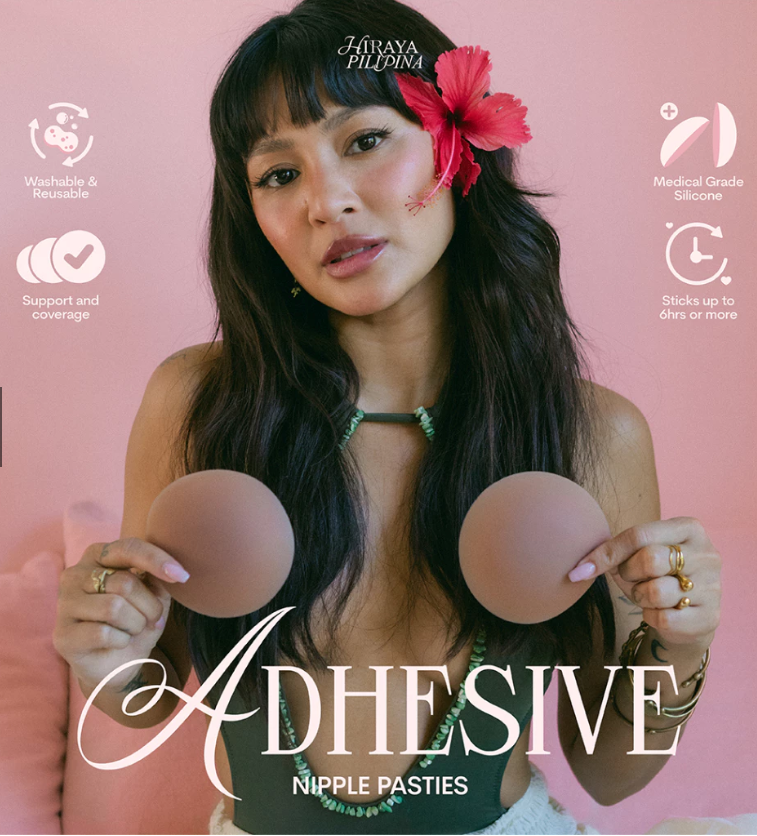 HIRAYA
PILIPINA
Washable &
Reusable
Medical Grade
Silicone
Support and
coverage
Sticks up to
6hrs or more
ADHESIVE
NIPPLE PASTIES